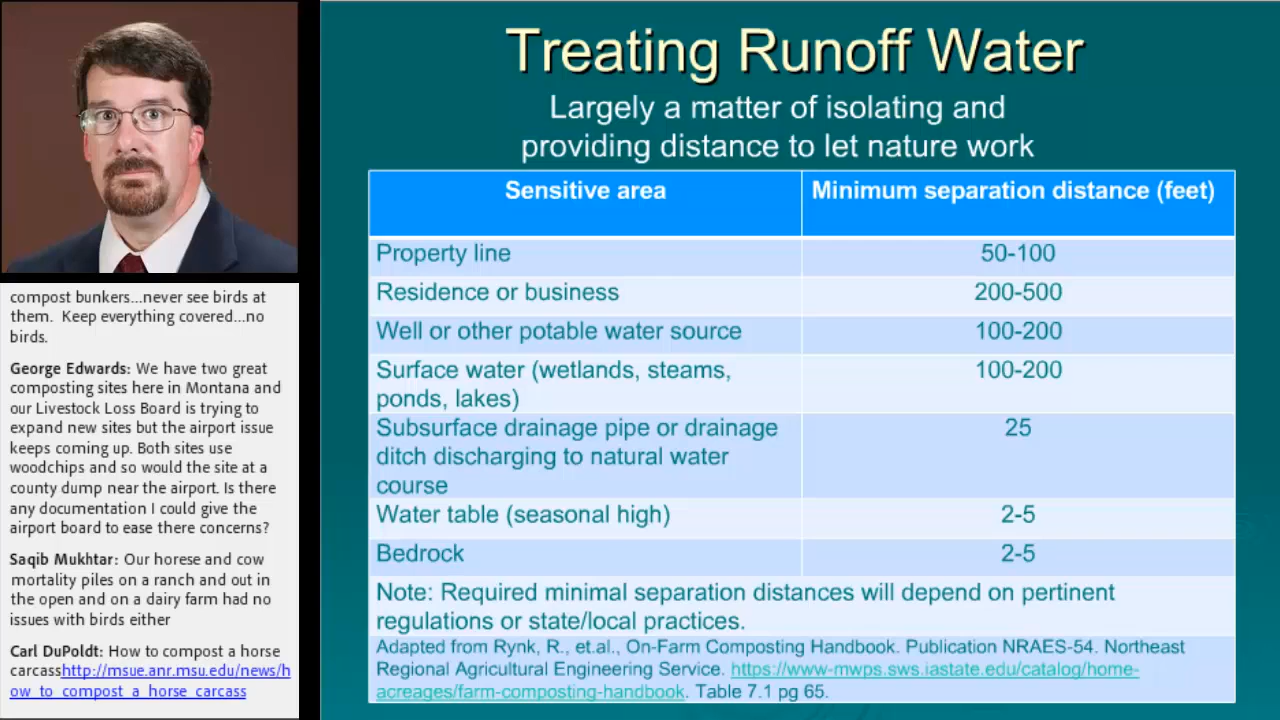 Treating Runoff Water
Largely a matter of isolating and
providing distance to let nature work
Sensitive area
Minimum separation distance (feet)
Property line
50-100
Residence or business
200-500
Well or other potable water source
100-200
Surface water (wetlands, steams,
ponds, lakes)
100-200
Subsurface drainage pipe or drainage
ditch discharging to natural water
course
25
Water table (seasonal high)
2-5
Bedrock
2-5
Note: Required minimal separation distances will depend on pertinent
regulations or state/local practices.
Adapted from Rynk, R., et.al., On-Farm Composting Handbook. Publication NRAES-54. Northeast
Regional Agricultural Engineering Service. https://www-mwps.sws.iastate.edu/catalog/home-
acreages/farm-composting-handbook. Table 7.1 pg 65.
compost bunkers...never see birds at
them.  Keep everything covered...no
birds.
George Edwards: We have two great
composting sites here in Montana and
our Livestock Loss Board is trying to
expand new sites but the airport issue
keeps coming up. Both sites use
woodchips and so would the site at a
county dump near the airport. Is there
any documentation I could give the
airport board to ease there concerns?
Saqib Mukhtar: Our horese and cow
mortality piles on a ranch and out in
the open and on a dairy farm had no
issues with birds either
Carl DuPoldt: How to compost a horse
carcasshttp://msue.anr.msu.edu/news/h
ow_to_compost_a_horse_carcass